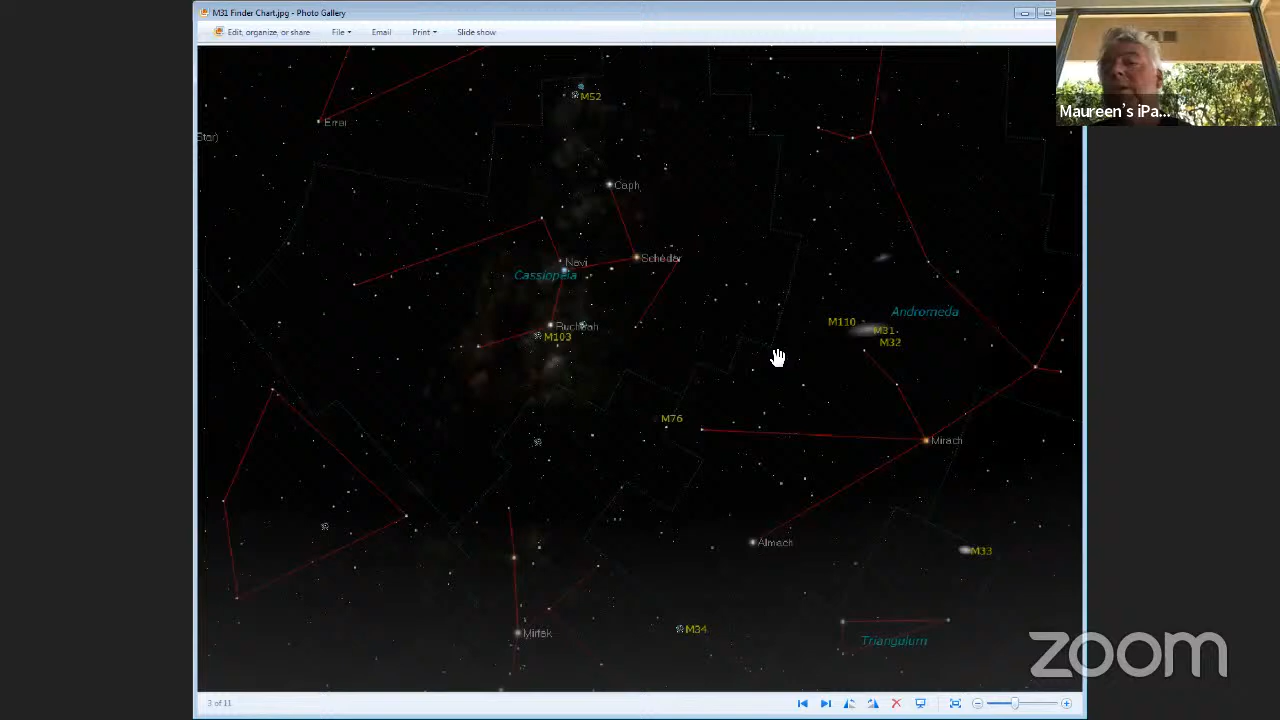 M31 Finder Chart.jpg - Photo Gallery
Edit, organize, or share File Email Print Slide show
Maureen's iPa...
M52
Errai
Star)
Caph
Navi
Schedar
Cassiopeia
Andromeda
M110
M31
M32
Ruchbah
M103
M76
Mirach
Almach
M33
Mirfak
M34
Triangulum
zoom
3 of 11